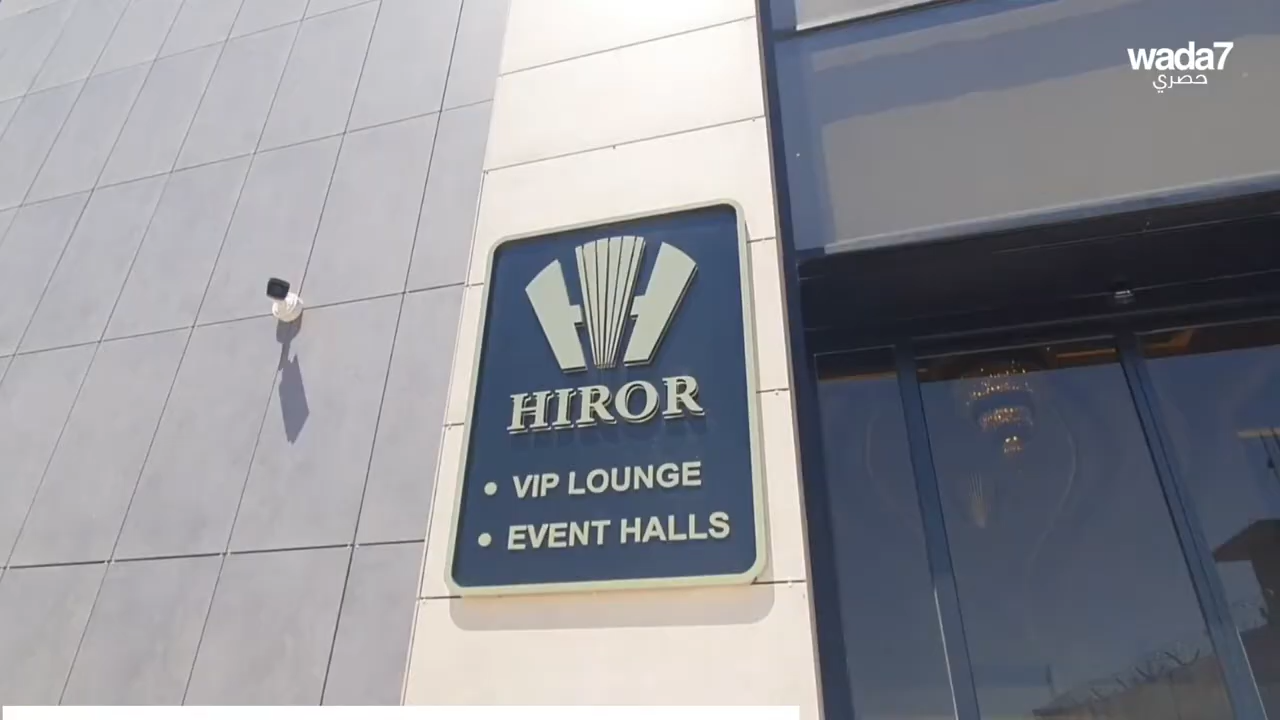 wada7
حصري
HIROR
• VIP LOUNGE
• EVENT HALLS